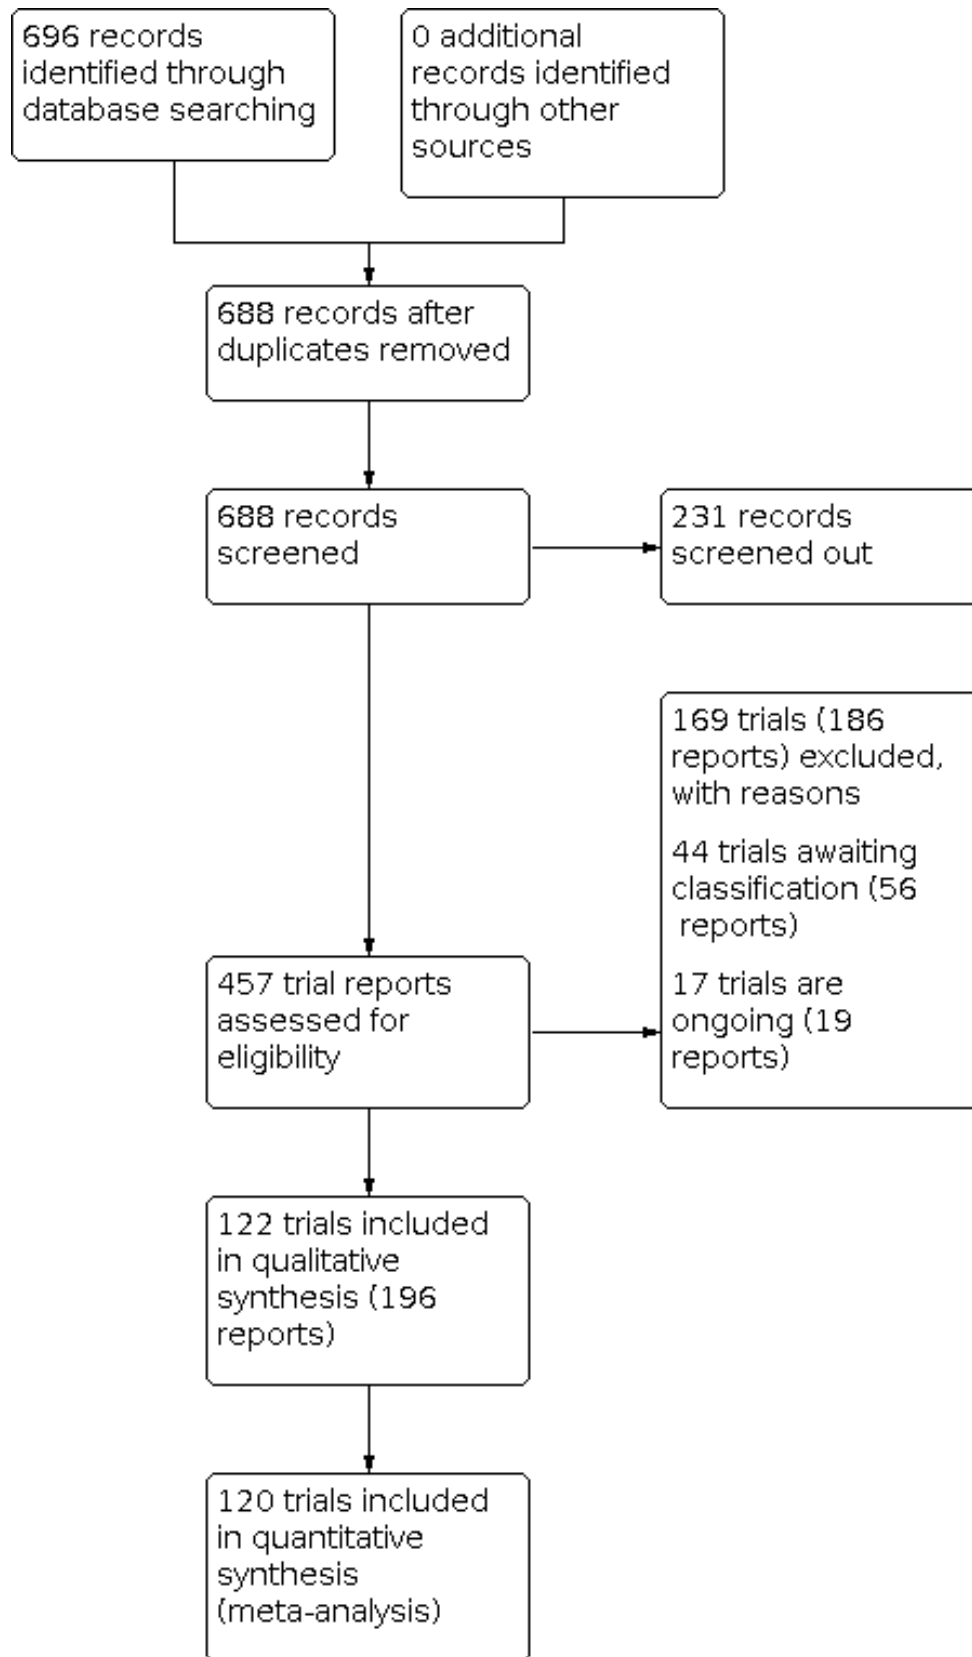 696 records
identified through
database searching
0 additional
records identified
through other
sources
688 records after
duplicates removed
688 records
screened
231 records
screened out
169 trials (186
reports) excluded,
with reasons
44 trials awaiting
classification (56
reports)
17 trials are
ongoing (19
reports)
457 trial reports
assessed for
eligibility
122 trials included
in qualitative
synthesis (196
reports)
120 trials included
in quantitative
synthesis
(meta-analysis)